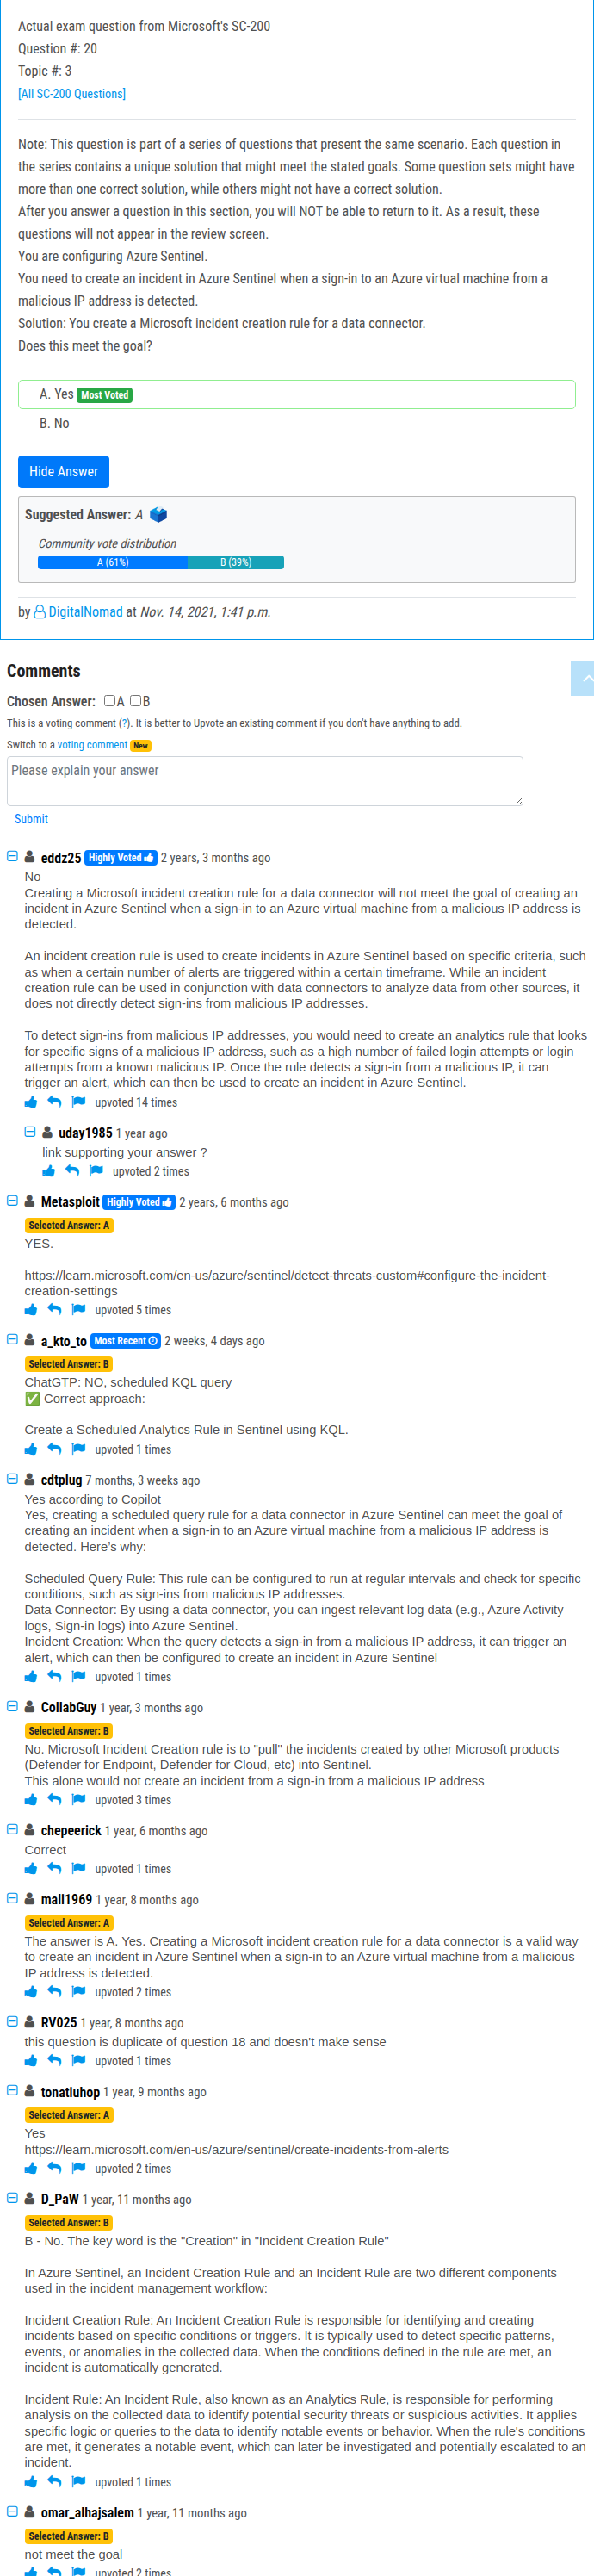 Actual exam question from Microsoft's SC-200
Question #: 20
Topic #: 3
[All SC-200 Questions]
Note: This question is part of a series of questions that present the same scenario. Each question in
the series contains a unique solution that might meet the stated goals. Some question sets might have
more than one correct solution, while others might not have a correct solution.
After you answer a question in this section, you will NOT be able to return to it. As a result, these
questions will not appear in the review screen.
You are configuring Azure Sentinel.
You need to create an incident in Azure Sentinel when a sign-in to an Azure virtual machine from a
malicious IP address is detected.
Solution: You create a Microsoft incident creation rule for a data connector.
Does this meet the goal?
A. Yes Most Voted
B. No
Hide Answer
Suggested Answer: A
Community vote distribution
A (61%) B (39%)
by DigitalNomad at Nov. 14, 2021, 1:41 p.m.
Comments
Chosen Answer: A B
This is a voting comment (?). It is better to Upvote an existing comment if you don't have anything to add.
Switch to a voting comment New
Please explain your answer
Submit
eddz25 Highly Voted 2 years, 3 months ago
No
Creating a Microsoft incident creation rule for a data connector will not meet the goal of creating an
incident in Azure Sentinel when a sign-in to an Azure virtual machine from a malicious IP address is
detected.
An incident creation rule is used to create incidents in Azure Sentinel based on specific criteria, such
as when a certain number of alerts are triggered within a certain timeframe. While an incident
creation rule can be used in conjunction with data connectors to analyze data from other sources, it
does not directly detect sign-ins from malicious IP addresses.
To detect sign-ins from malicious IP addresses, you would need to create an analytics rule that looks
for specific signs of a malicious IP address, such as a high number of failed login attempts or login
attempts from a known malicious IP. Once the rule detects a sign-in from a malicious IP, it can
trigger an alert, which can then be used to create an incident in Azure Sentinel.
upvoted 14 times
uday1985 1 year ago
link supporting your answer ?
upvoted 2 times
Metasploit Highly Voted 2 years, 6 months ago
Selected Answer: A
YES.
https://learn.microsoft.com/en-us/azure/sentinel/detect-threats-custom#configure-the-incident-
creation-settings
upvoted 5 times
a_kto_to Most Recent 2 weeks, 4 days ago
Selected Answer: B
ChatGTP: NO, scheduled KQL query
✅ Correct approach:
Create a Scheduled Analytics Rule in Sentinel using KQL.
upvoted 1 times
cdtplug 7 months, 3 weeks ago
Yes according to Copilot
Yes, creating a scheduled query rule for a data connector in Azure Sentinel can meet the goal of
creating an incident when a sign-in to an Azure virtual machine from a malicious IP address is
detected. Here's why:
Scheduled Query Rule: This rule can be configured to run at regular intervals and check for specific
conditions, such as sign-ins from malicious IP addresses.
Data Connector: By using a data connector, you can ingest relevant log data (e.g., Azure Activity
logs, Sign-in logs) into Azure Sentinel.
Incident Creation: When the query detects a sign-in from a malicious IP address, it can trigger an
alert, which can then be configured to create an incident in Azure Sentinel
upvoted 1 times
CollabGuy 1 year, 3 months ago
Selected Answer: B
No. Microsoft Incident Creation rule is to "pull" the incidents created by other Microsoft products
(Defender for Endpoint, Defender for Cloud, etc) into Sentinel.
This alone would not create an incident from a sign-in from a malicious IP address
upvoted 3 times
chepeerick 1 year, 6 months ago
Correct
upvoted 1 times
mali1969 1 year, 8 months ago
Selected Answer: A
The answer is A. Yes. Creating a Microsoft incident creation rule for a data connector is a valid way
to create an incident in Azure Sentinel when a sign-in to an Azure virtual machine from a malicious
IP address is detected.
upvoted 2 times
RV025 1 year, 8 months ago
this question is duplicate of question 18 and doesn't make sense
upvoted 1 times
tonatiuhop 1 year, 9 months ago
Selected Answer: A
Yes
https://learn.microsoft.com/en-us/azure/sentinel/create-incidents-from-alerts
upvoted 2 times
D_PaW 1 year, 11 months ago
Selected Answer: B
B - No. The key word is the "Creation" in "Incident Creation Rule"
In Azure Sentinel, an Incident Creation Rule and an Incident Rule are two different components
used in the incident management workflow:
Incident Creation Rule: An Incident Creation Rule is responsible for identifying and creating
incidents based on specific conditions or triggers. It is typically used to detect specific patterns,
events, or anomalies in the collected data. When the conditions defined in the rule are met, an
incident is automatically generated.
Incident Rule: An Incident Rule, also known as an Analytics Rule, is responsible for performing
analysis on the collected data to identify potential security threats or suspicious activities. It applies
specific logic or queries to the data to identify notable events or behavior. When the rule's conditions
are met, it generates a notable event, which can later be investigated and potentially escalated to an
incident.
upvoted 1 times
omar_alhajsalem 1 year, 11 months ago
Selected Answer: B
not meet the goal
upvoted 2 times